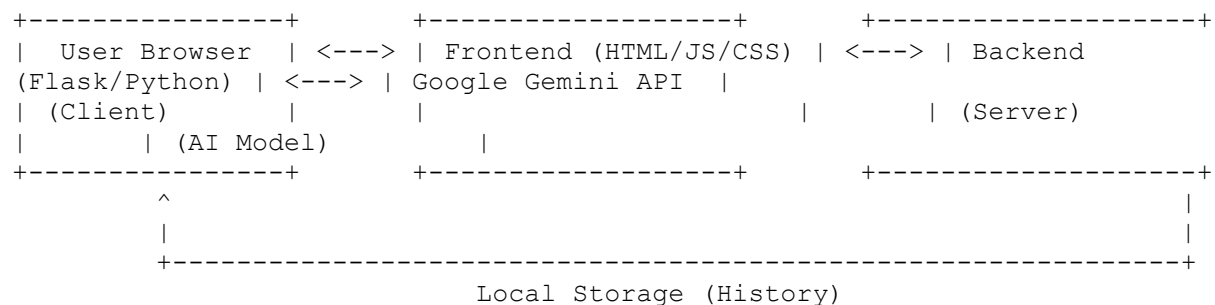 +----------------+ +-------------------+ +--------------------+
| User Browser | <---> | Frontend (HTML/JS/CSS) | <---> | Backend
(Flask/Python) | <---> | Google Gemini API |
| (Client) | | | | (Server)
| | (AI Model) |
+----------------+ +-------------------+ +--------------------+
^ |
| |
+---------------------------------------------------------------+
Local Storage (History)